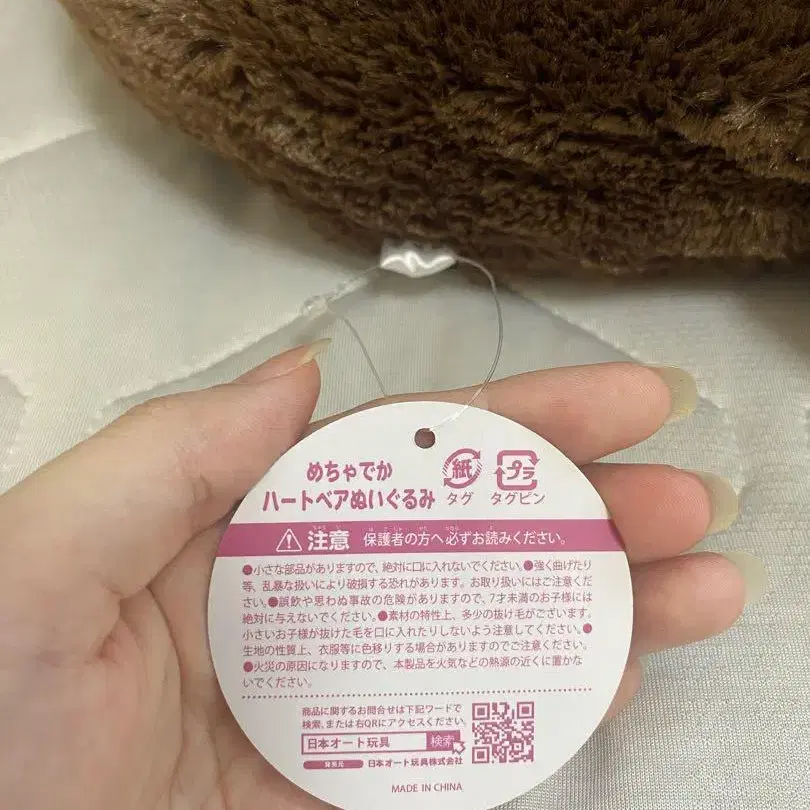 めちゃでか
ハートベアぬいぐるみ
紙 プラ
タグ タグピン
注意 保護者の方へ必ずお読みください。
●小さな部品がありますので、絶対に口に入れないでください。●強く曲げたり
等、乱暴な扱いにより破損する恐れがあります。お取り扱いにはご注意くだ
さい。●誤飲や思わぬ事故の危険がありますので、7才未満のお子様には
絶対に与えないでください。●素材の特性上、多少の抜け毛がございます。
小さいお子様が抜けた毛を口に入れたりしないよう注意してください。●
生地の性質上、衣服等に色移りする場合がありますのでご注意ください。
●火災の原因になりますので、本製品を火気などの熱源の近くに置かな
いでください。
商品に関するお問合せは下記ワードで
検索、または右QRにアクセスください。
日本オート玩具 検索
発売元 日本オート玩具株式会社
MADE IN CHINA